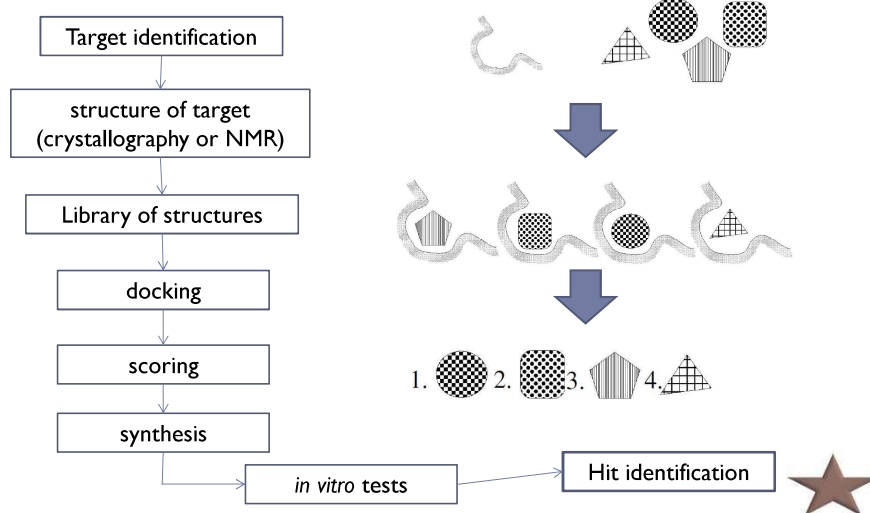 Target identification
structure of target
(crystallography or NMR)
Library of structures
docking
scoring
synthesis
in vitro tests
Hit identification
1. 2. 3. 4.